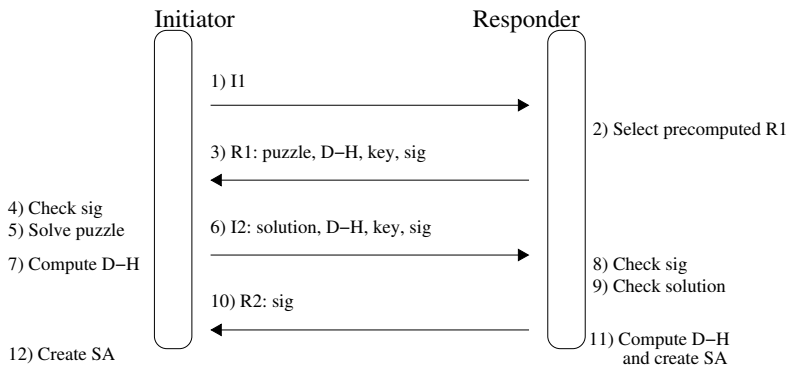 Initiator
Responder
1) I1
2) Select precomputed R1
3) R1: puzzle, D−H, key, sig
4) Check sig
5) Solve puzzle
6) I2: solution, D−H, key, sig
7) Compute D−H
8) Check sig
9) Check solution
10) R2: sig
11) Compute D−H
and create SA
12) Create SA